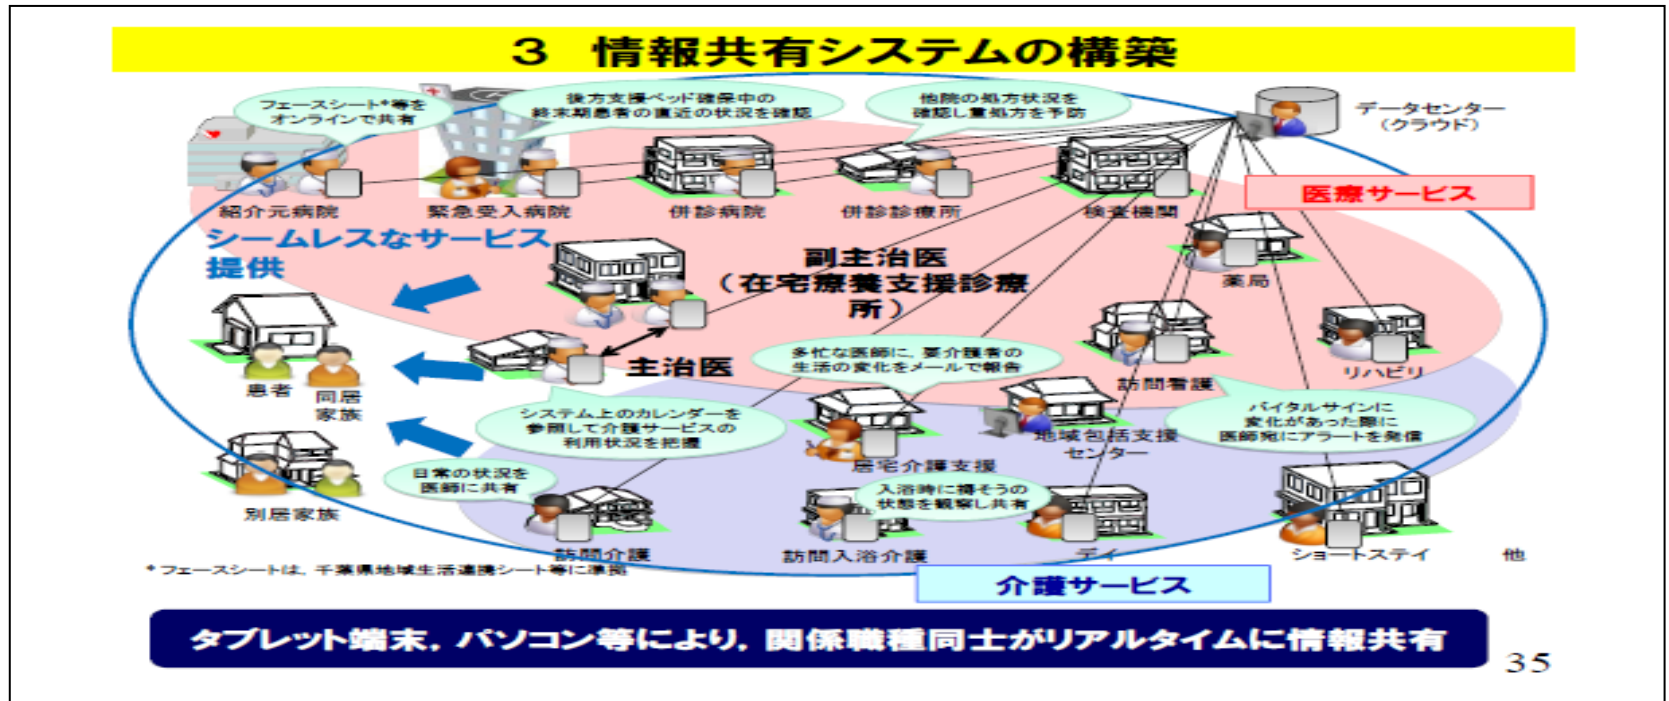 ３ 情報共有システムの構築
フェースシート*等を
オンラインで共有
後方支援ベッド確保中の
終末期患者の直近の状況を確認
他院の処方状況を
確認し重処方を予防
データセンター
（クラウド）
医療サービス
紹介元病院
緊急受入病院
併診病院
併診診療所
検査機関
シームレスなサービス
提供
副主治医
（在宅療養支援診療
所）
薬局
主治医
多忙な医師に，要介護者の
生活の変化をメールで報告
訪問看護
リハビリ
患者
同居
家族
システム上のカレンダーを
参照して介護サービスの
利用状況を把握
バイタルサインに
変化があった際に
医師宛にアラートを発信
地域包括支援
センター
居宅介護支援
日常の状況を
医師に共有
入浴時に褥そうの
状態を観察し共有
別居家族
訪問介護
訪問入浴介護
デイ
ショートステイ
他
*フェースシートは，千葉県地域生活連携シート等に準拠
介護サービス
タブレット端末，パソコン等により，関係職種同士がリアルタイムに情報共有
35